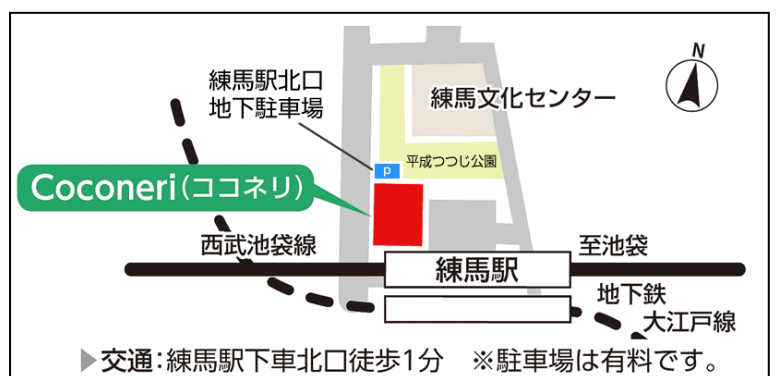 N
練馬駅北口
地下駐車場
練馬文化センター
P
平成つつじ公園
Coconeri(ココネリ)
西武池袋線
至池袋
練馬駅
地下鉄
大江戸線
▶交通:練馬駅下車北口徒歩1分　※駐車場は有料です。